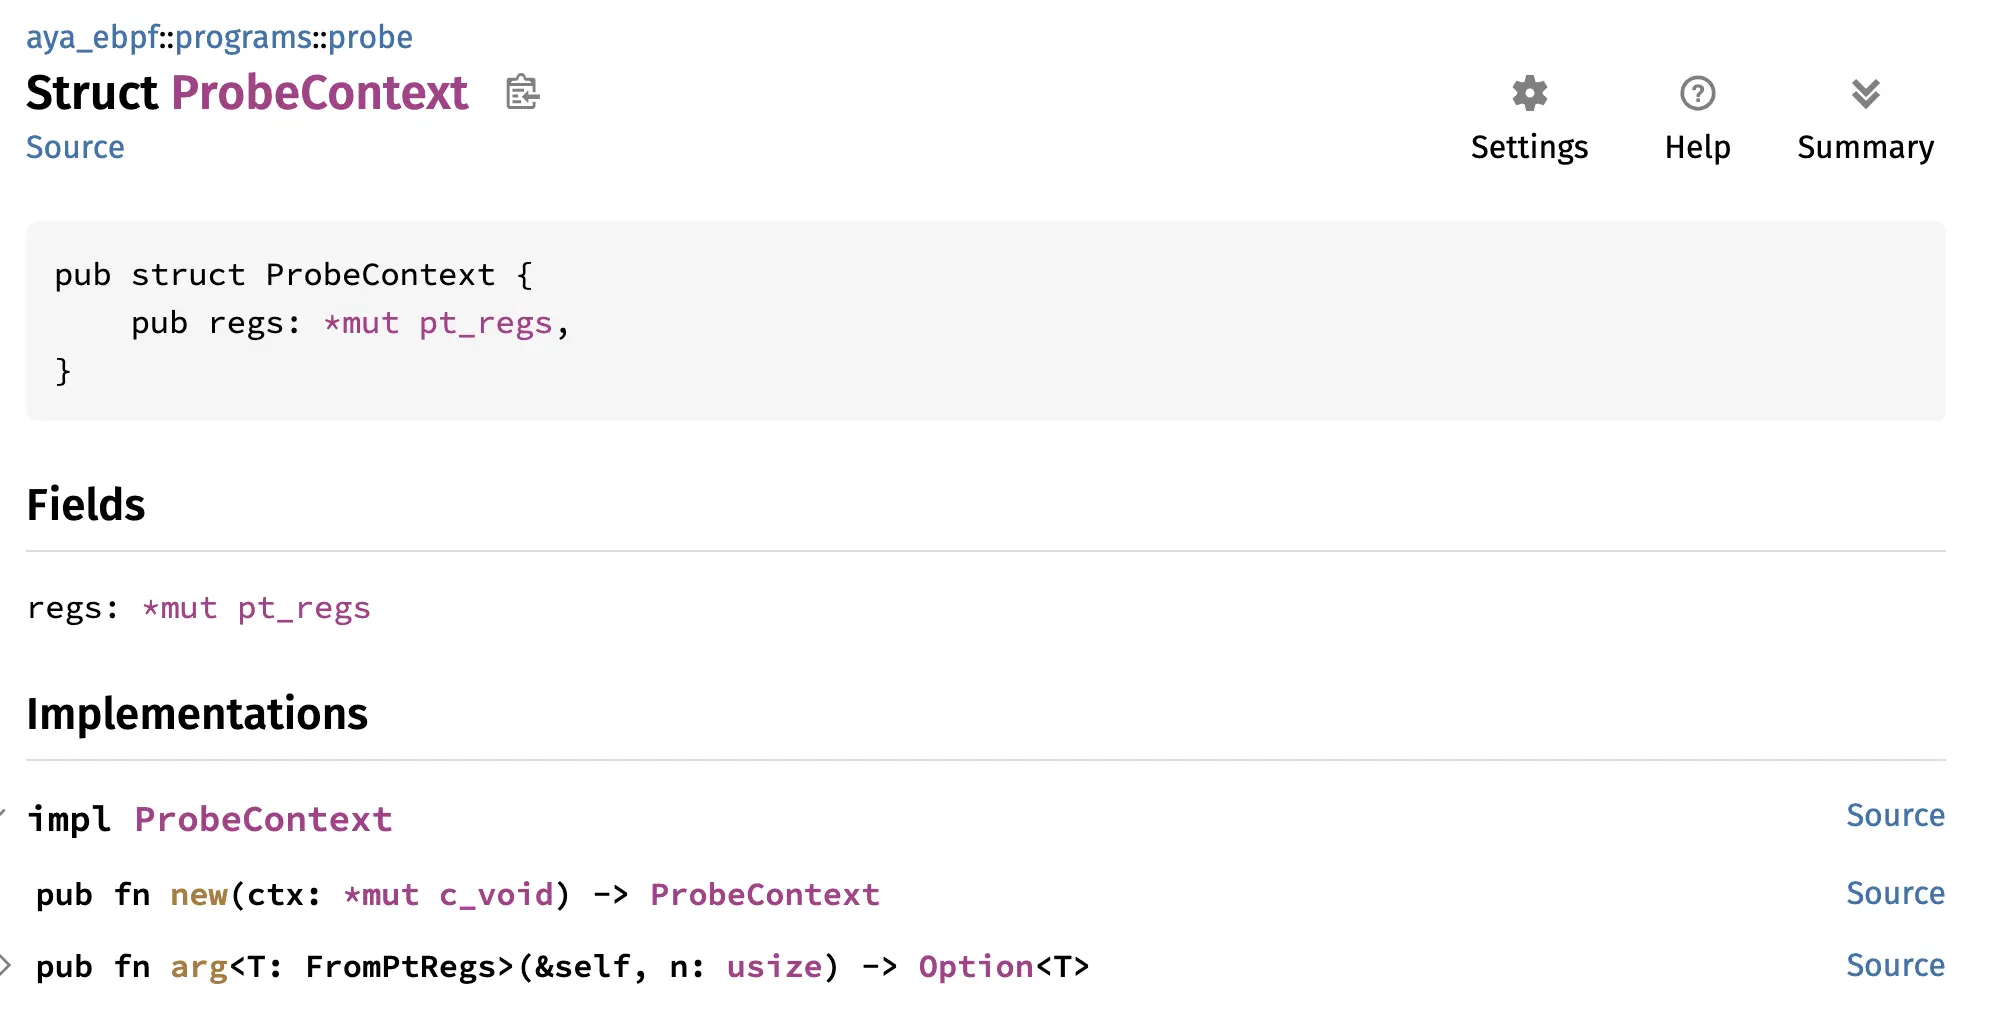 aya_ebpf::programs::probe
Struct ProbeContext
Source
Settings
Help
Summary
pub struct ProbeContext {
    pub regs: *mut pt_regs,
}
Fields
regs: *mut pt_regs
Implementations
impl ProbeContext
Source
pub fn new(ctx: *mut c_void) -> ProbeContext
Source
pub fn arg<T: FromPtRegs>(&self, n: usize) -> Option<T>
Source